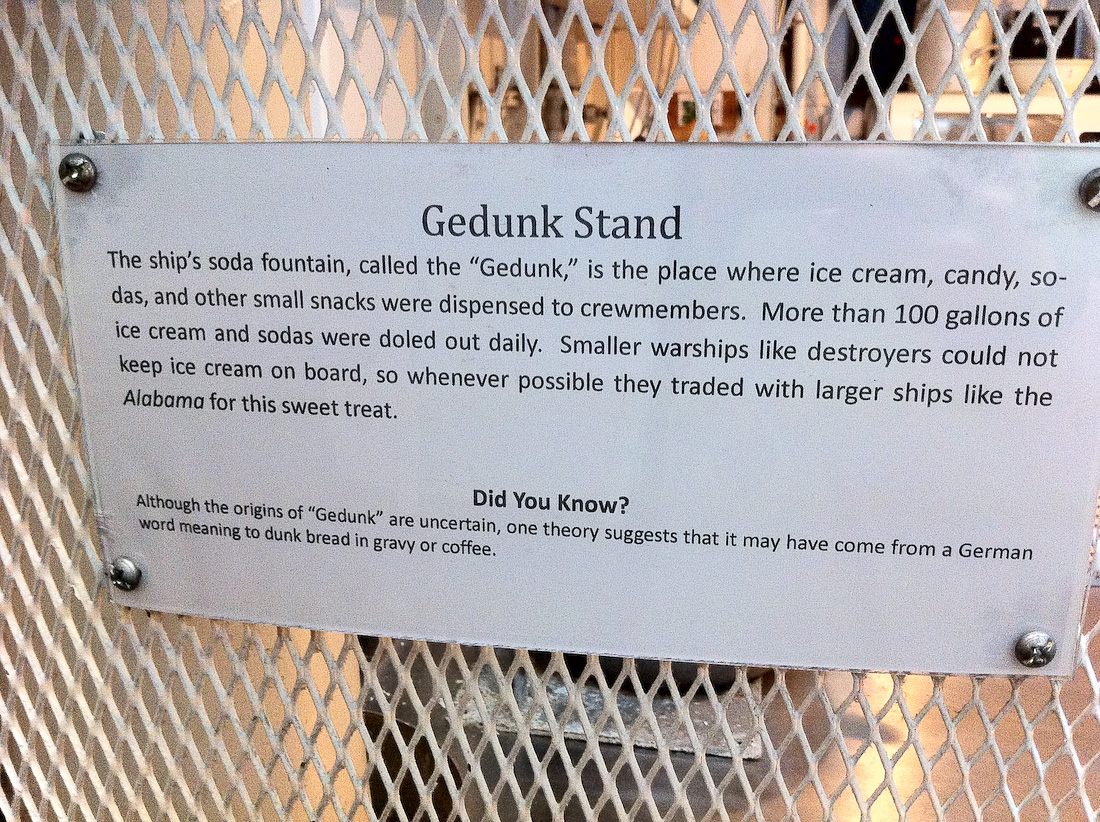 Gedunk Stand
The ship's soda fountain, called the "Gedunk," is the place where ice cream, candy, so-
das, and other small snacks were dispensed to crewmembers.  More than 100 gallons of
ice cream and sodas were doled out daily.  Smaller warships like destroyers could not
keep ice cream on board, so whenever possible they traded with larger ships like the
Alabama for this sweet treat.
Did You Know?
Although the origins of "Gedunk" are uncertain, one theory suggests that it may have come from a German
word meaning to dunk bread in gravy or coffee.